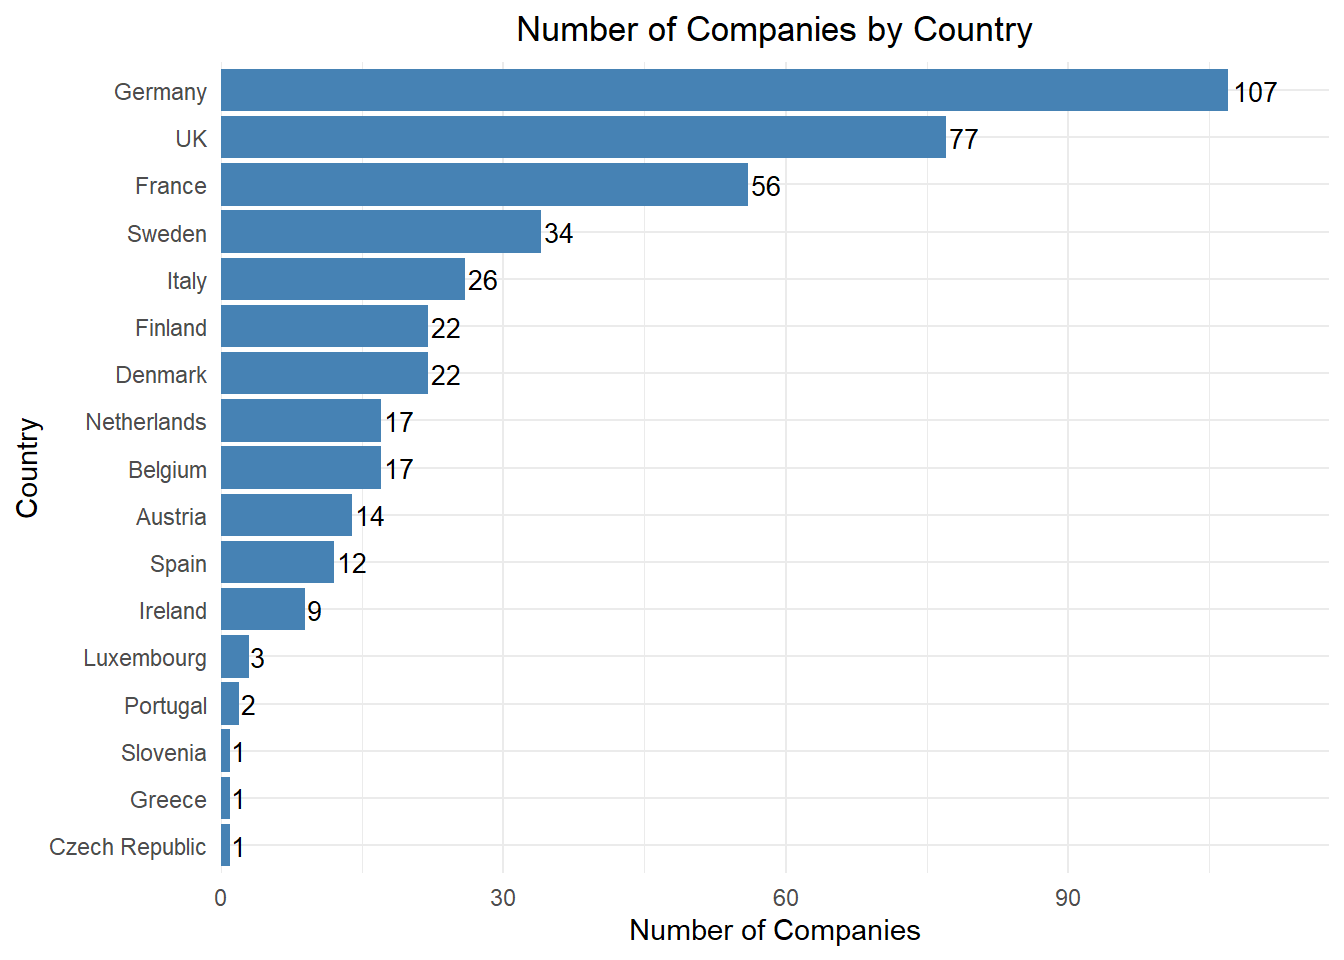 Number of Companies by Country
Germany 107
UK 77
France 56
Sweden 34
Italy 26
Finland 22
Denmark 22
Netherlands 17
Belgium 17
Austria 14
Spain 12
Ireland 9
Luxembourg 3
Portugal 2
Slovenia 1
Greece 1
Czech Republic 1
Country
0 30 60 90
Number of Companies